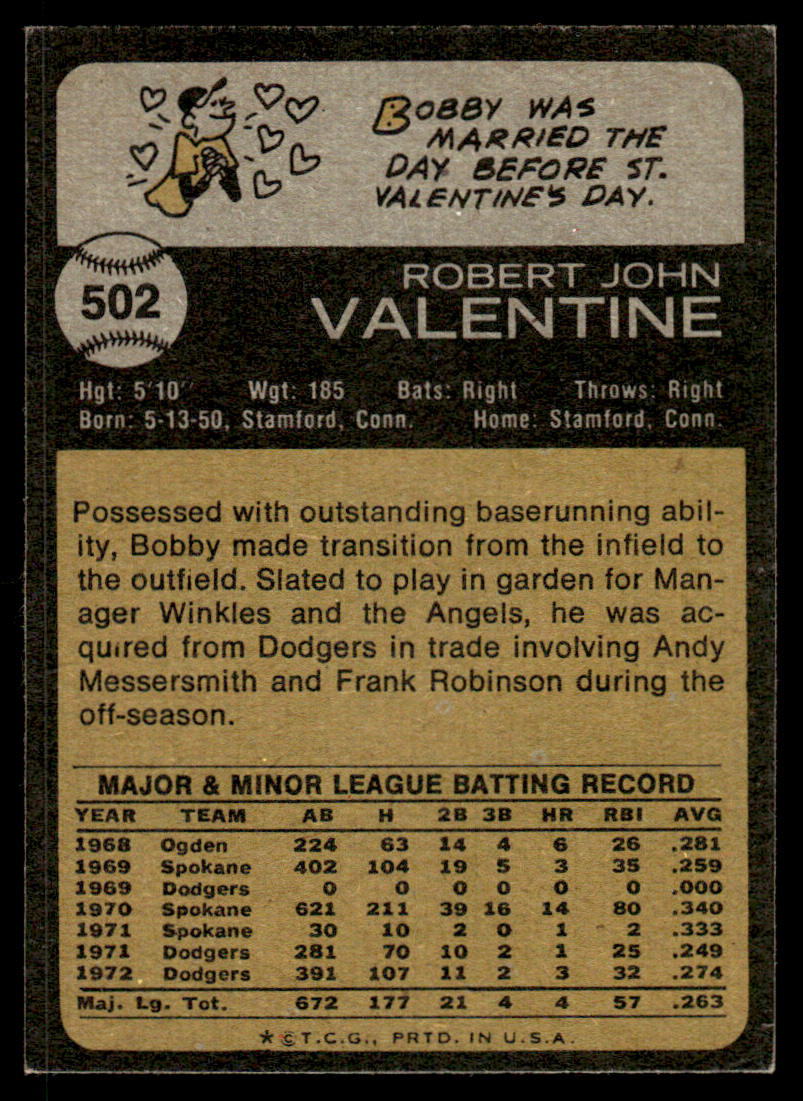 BOBBY WAS
MARRIED THE
DAY BEFORE ST.
VALENTINE'S DAY.
502
ROBERT JOHN
VALENTINE
Hgt: 5'10" Wgt: 185 Bats: Right Throws: Right
Born: 5-13-50, Stamford, Conn. Home: Stamford, Conn.
Possessed with outstanding baserunning abil-
ity, Bobby made transition from the infield to
the outfield. Slated to play in garden for Man-
ager Winkles and the Angels, he was ac-
quired from Dodgers in trade involving Andy
Messersmith and Frank Robinson during the
off-season.
MAJOR & MINOR LEAGUE BATTING RECORD
YEAR TEAM AB H 2B 3B HR RBI AVG
1968 Ogden 224 63 14 4 6 26 .281
1969 Spokane 402 104 19 5 3 35 .259
1969 Dodgers 0 0 0 0 0 0 .000
1970 Spokane 621 211 39 16 14 80 .340
1971 Spokane 30 10 2 0 1 2 .333
1971 Dodgers 281 70 10 2 1 25 .249
1972 Dodgers 391 107 11 2 3 32 .274
Maj. Lg. Tot. 672 177 21 4 4 57 .263
*©T.C.G., PRTD. IN U.S.A.